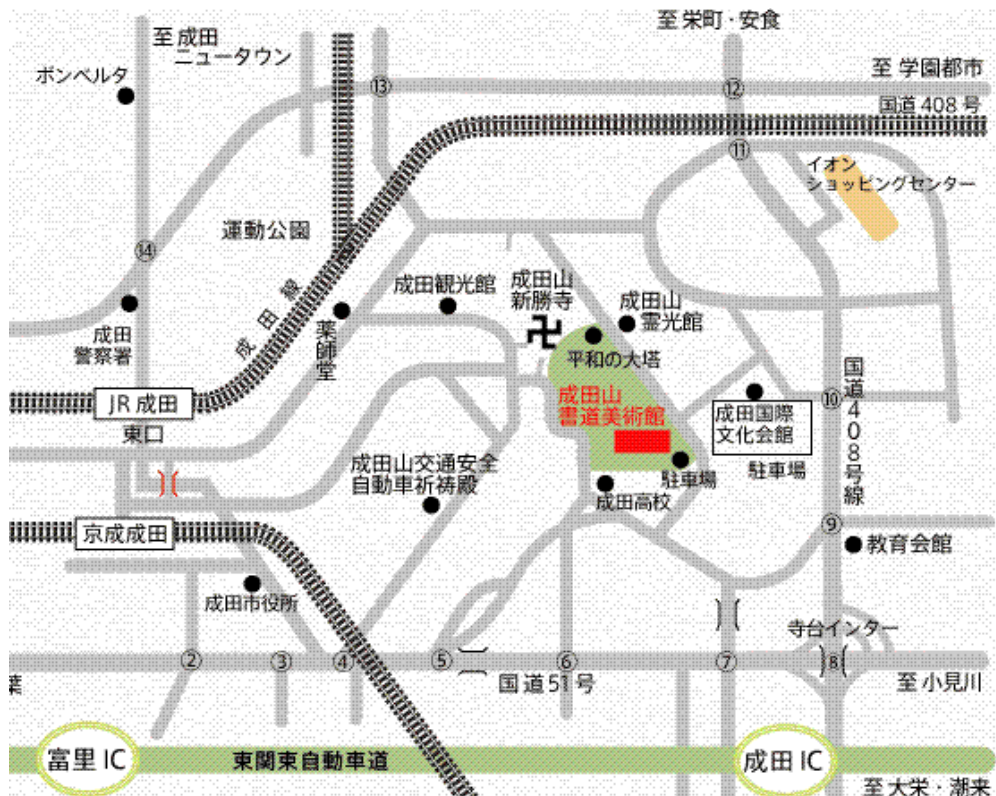 至 栄町・安食
至 成田
ニュータウン
ボンベルタ
至 学園都市
⑬
⑫
国道 408 号
⑪
イオン
ショッピングセンター
運動公園
⑭
成田観光館
成田山
新勝寺
成田山
霊光館
成田線
薬師堂
成田
警察署
平和の大塔
国道408号線
JR 成田
東口
成田山
書道美術館
⑩
成田国際
文化会館
駐車場
駐車場
成田山交通安全
自動車祈祷殿
成田高校
京成成田
⑨
教育会館
成田市役所
寺台インター
②
③
④
⑤
⑥
⑦
⑧
葉
国道51号
至 小見川
富里 IC
東関東自動車道
成田 IC
至 大栄・潮来